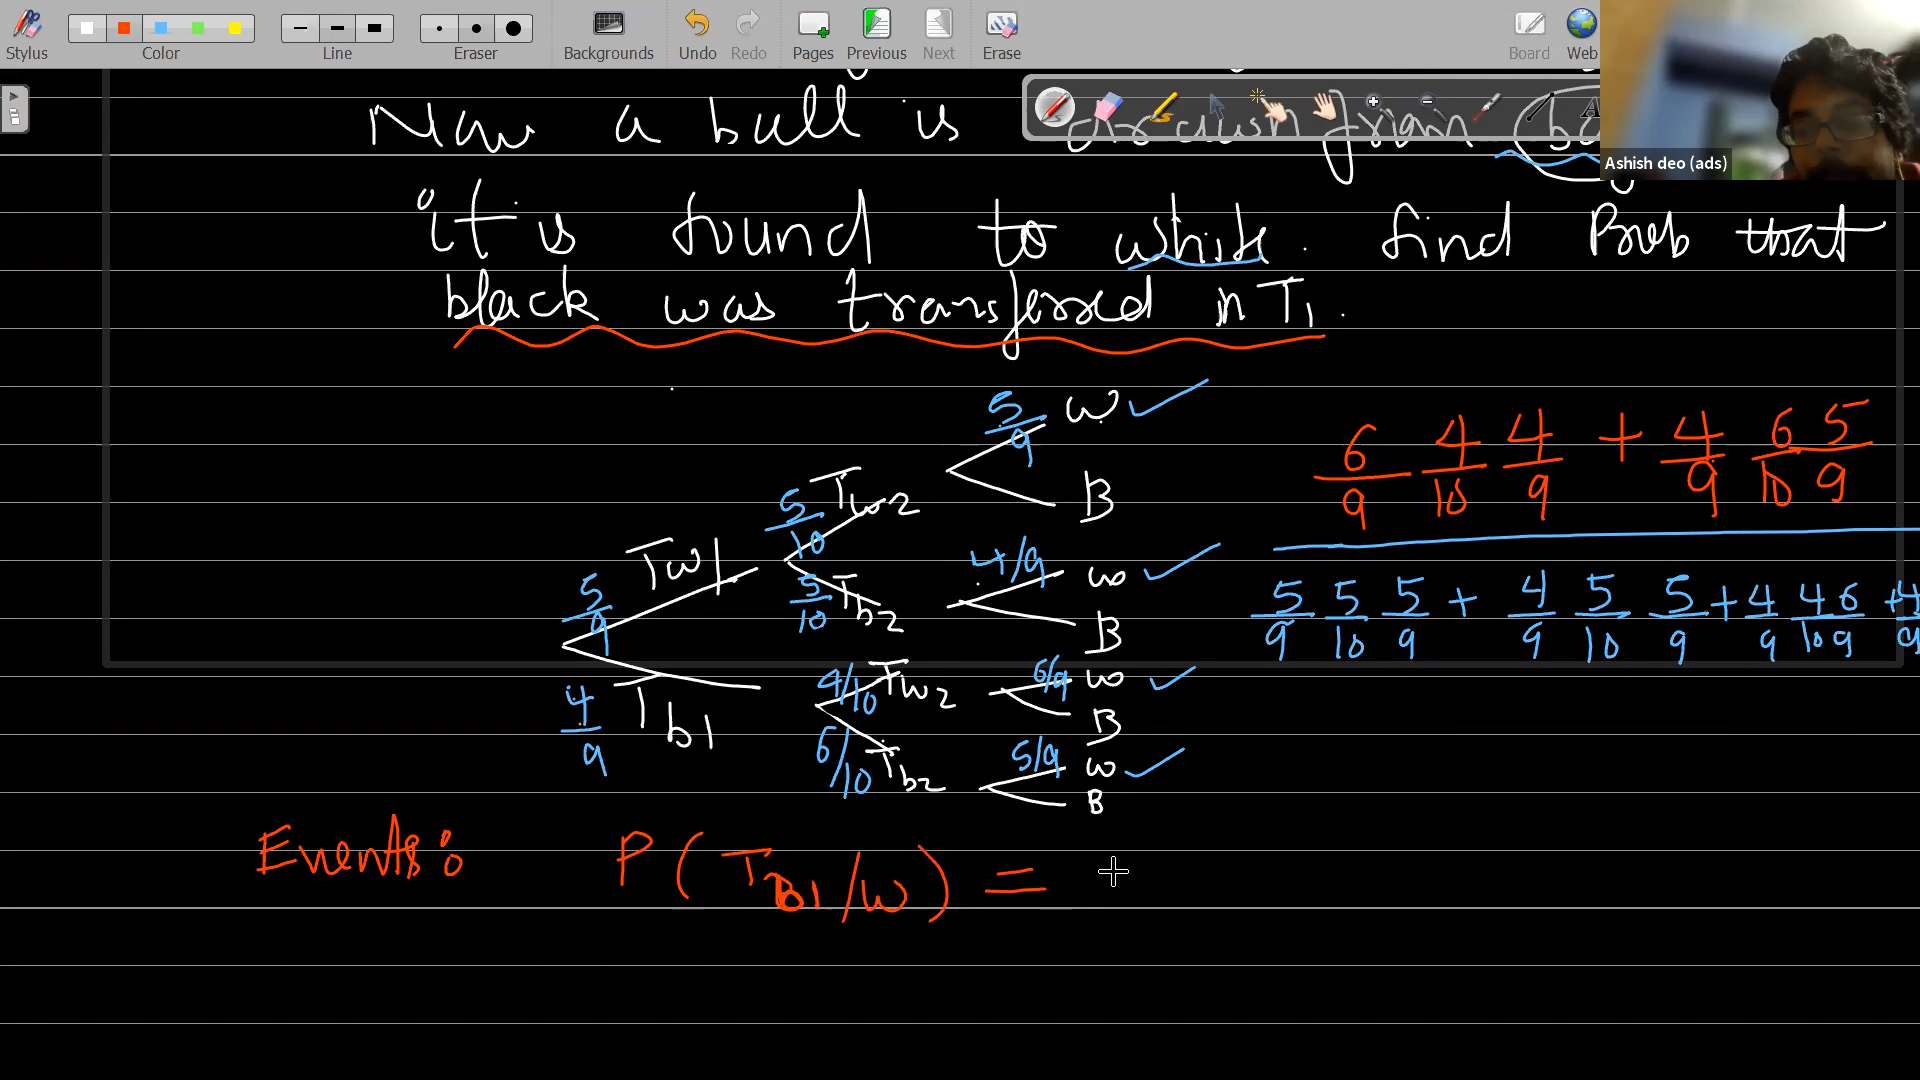 Stylus Color Line Eraser Backgrounds Undo Redo Pages Previous Next Erase Board Web
Ashish deo (ads)
Now a ball is drawn from
it is found to white. find Prob that
black was transferred in T1.
5/9 W ✓
B
5/10 Tw2
Tw1
5/9
5/10 Tb2
4/9 W ✓
B
4/9 Tb1
4/10 Tw2
6/9 W ✓
B
6/10 Tb2
5/9 W ✓
B
6/9 4/10 4/9 + 4/9 6/10 5/9
5/9 5/10 5/9 + 4/9 5/10 5/9 + 4/9 4/10 6/9 + 4/9
Events: P(TB1/W) =